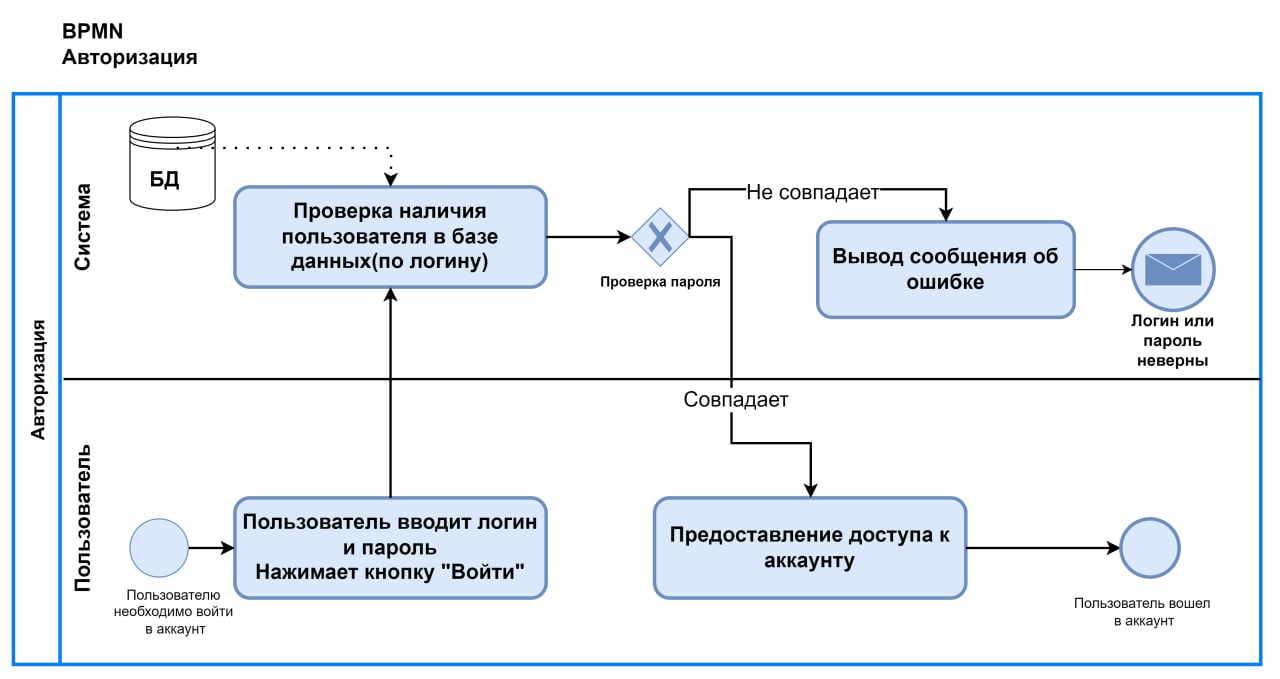 BPMN
Авторизация
Авторизация
Система
БД
Проверка наличия
пользователя в базе
данных(по логину)
Проверка пароля
Не совпадает
Вывод сообщения об
ошибке
Логин или
пароль
неверны
Совпадает
Пользователь
Пользователю
необходимо войти
в аккаунт
Пользователь вводит логин
и пароль
Нажимает кнопку "Войти"
Предоставление доступа к
аккаунту
Пользователь вошел
в аккаунт